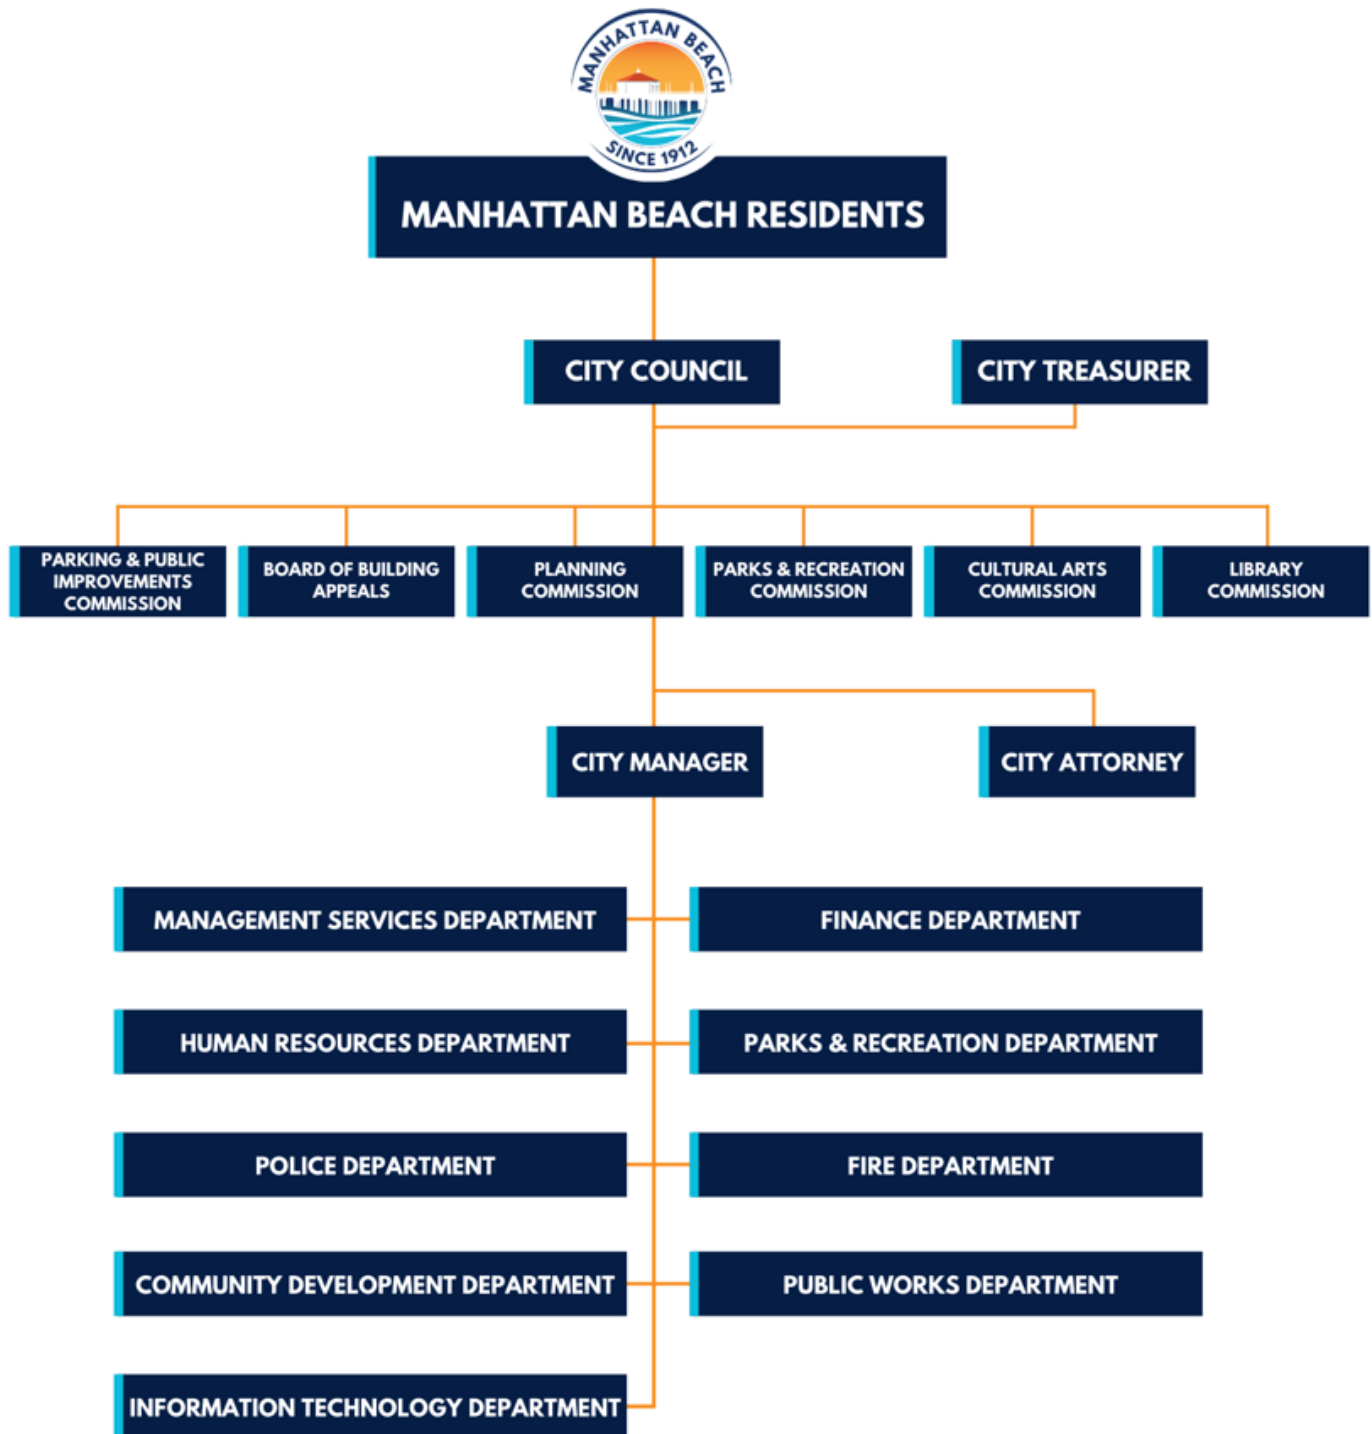 MANHATTAN BEACH
SINCE 1912
MANHATTAN BEACH RESIDENTS
CITY COUNCIL
CITY TREASURER
PARKING & PUBLIC
IMPROVEMENTS
COMMISSION
BOARD OF BUILDING
APPEALS
PLANNING
COMMISSION
PARKS & RECREATION
COMMISSION
CULTURAL ARTS
COMMISSION
LIBRARY
COMMISSION
CITY MANAGER
CITY ATTORNEY
MANAGEMENT SERVICES DEPARTMENT
FINANCE DEPARTMENT
HUMAN RESOURCES DEPARTMENT
PARKS & RECREATION DEPARTMENT
POLICE DEPARTMENT
FIRE DEPARTMENT
COMMUNITY DEVELOPMENT DEPARTMENT
PUBLIC WORKS DEPARTMENT
INFORMATION TECHNOLOGY DEPARTMENT